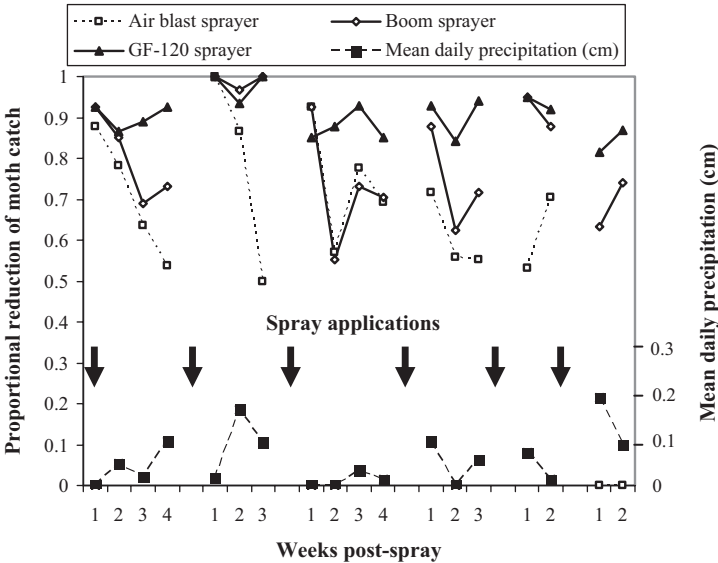 Air blast sprayer
Boom sprayer
GF-120 sprayer
Mean daily precipitation (cm)
Proportional reduction of moth catch
1
0.9
0.8
0.7
0.6
0.5
0.4
0.3
0.2
0.1
0
Spray applications
0.3
0.2
0.1
0
Mean daily precipitation (cm)
1 2 3 4 1 2 3 1 2 3 4 1 2 3 1 2 1 2
Weeks post-spray